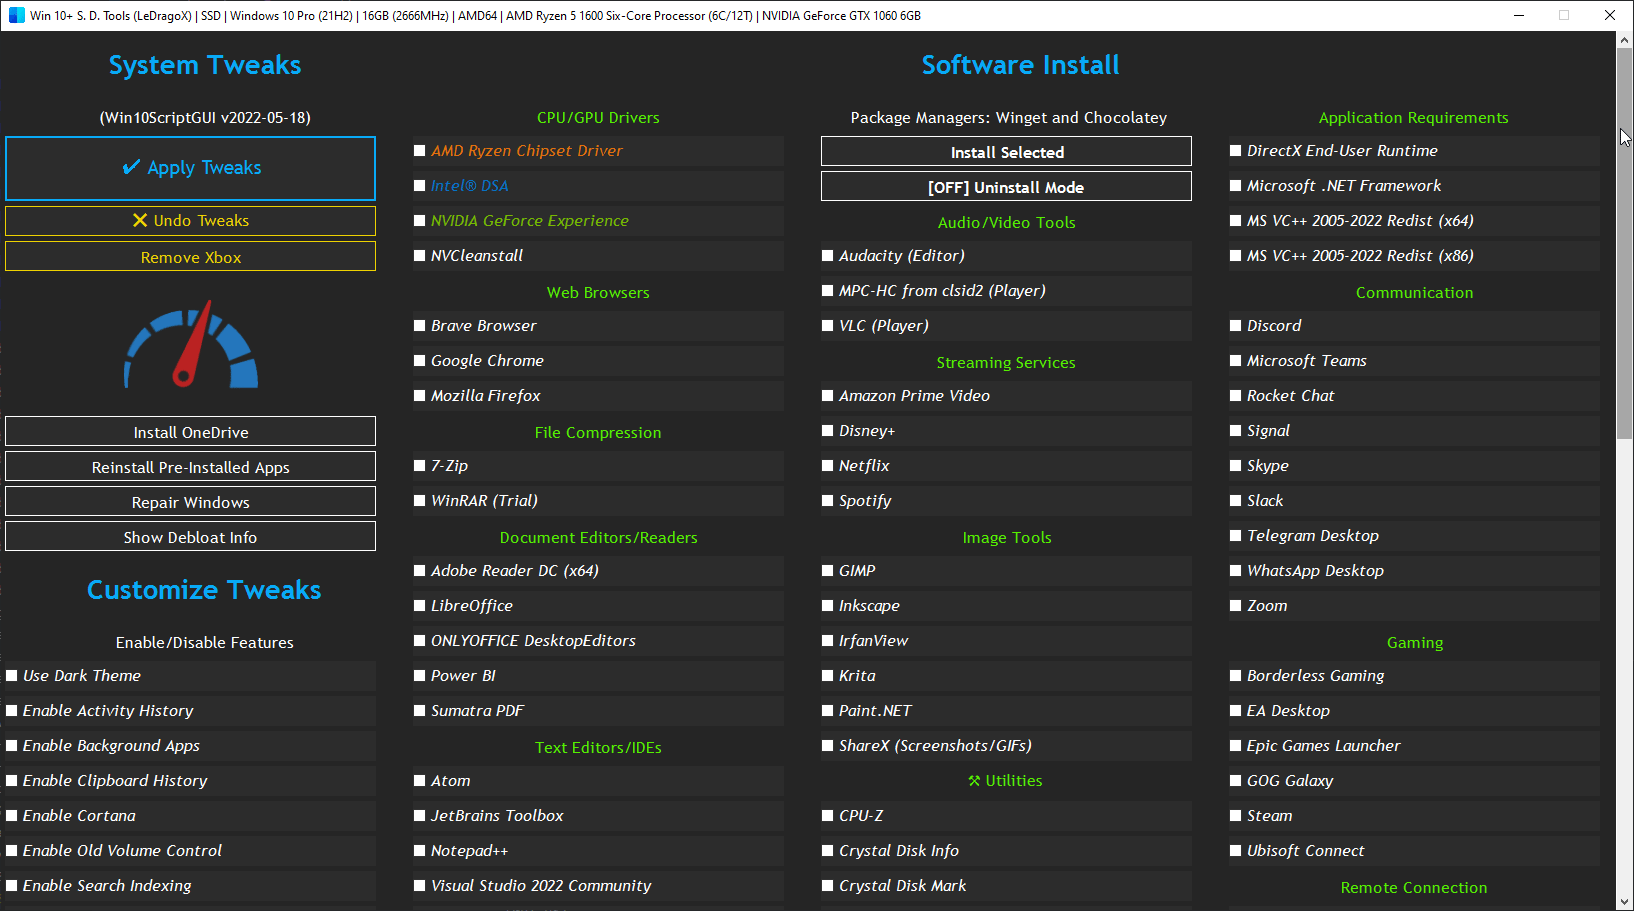 Win 10+ S. D. Tools (LeDragoX) | SSD | Windows 10 Pro (21H2) | 16GB (2666MHz) | AMD64 | AMD Ryzen 5 1600 Six-Core Processor (6C/12T) | NVIDIA GeForce GTX 1060 6GB
System Tweaks
(Win10ScriptGUI v2022-05-18)
✔ Apply Tweaks
❌ Undo Tweaks
Remove Xbox
Install OneDrive
Reinstall Pre-Installed Apps
Repair Windows
Show Debloat Info
Customize Tweaks
Enable/Disable Features
Use Dark Theme
Enable Activity History
Enable Background Apps
Enable Clipboard History
Enable Cortana
Enable Old Volume Control
Enable Search Indexing
CPU/GPU Drivers
AMD Ryzen Chipset Driver
Intel® DSA
NVIDIA GeForce Experience
NVCleanstall
Web Browsers
Brave Browser
Google Chrome
Mozilla Firefox
File Compression
7-Zip
WinRAR (Trial)
Document Editors/Readers
Adobe Reader DC (x64)
LibreOffice
ONLYOFFICE DesktopEditors
Power BI
Sumatra PDF
Text Editors/IDEs
Atom
JetBrains Toolbox
Notepad++
Visual Studio 2022 Community
Software Install
Package Managers: Winget and Chocolatey
Install Selected
[OFF] Uninstall Mode
Audio/Video Tools
Audacity (Editor)
MPC-HC from clsid2 (Player)
VLC (Player)
Streaming Services
Amazon Prime Video
Disney+
Netflix
Spotify
Image Tools
GIMP
Inkscape
IrfanView
Krita
Paint.NET
ShareX (Screenshots/GIFs)
⚒ Utilities
CPU-Z
Crystal Disk Info
Crystal Disk Mark
Application Requirements
DirectX End-User Runtime
Microsoft .NET Framework
MS VC++ 2005-2022 Redist (x64)
MS VC++ 2005-2022 Redist (x86)
Communication
Discord
Microsoft Teams
Rocket Chat
Signal
Skype
Slack
Telegram Desktop
WhatsApp Desktop
Zoom
Gaming
Borderless Gaming
EA Desktop
Epic Games Launcher
GOG Galaxy
Steam
Ubisoft Connect
Remote Connection